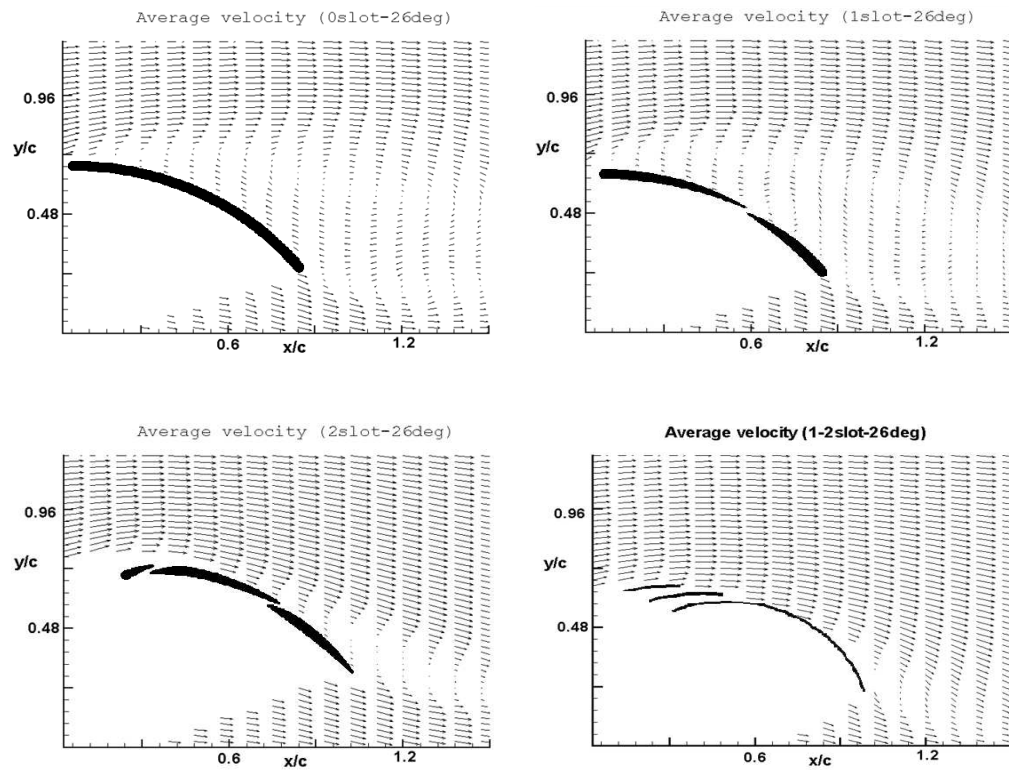 Average velocity (0slot-26deg)
0.96
y/c
0.48
0.6
1.2
x/c
Average velocity (1slot-26deg)
0.96
y/c
0.48
0.6
1.2
x/c
Average velocity (2slot-26deg)
0.96
y/c
0.48
0.6
1.2
x/c
Average velocity (1-2slot-26deg)
0.96
y/c
0.48
0.6
1.2
x/c